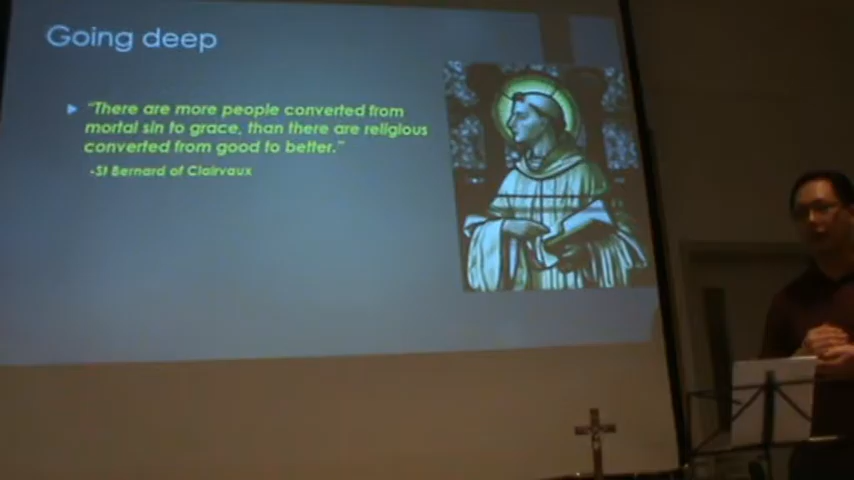 Going deep
"There are more people converted from
mortal sin to grace, than there are religious
converted from good to better."
-St Bernard of Clairvaux